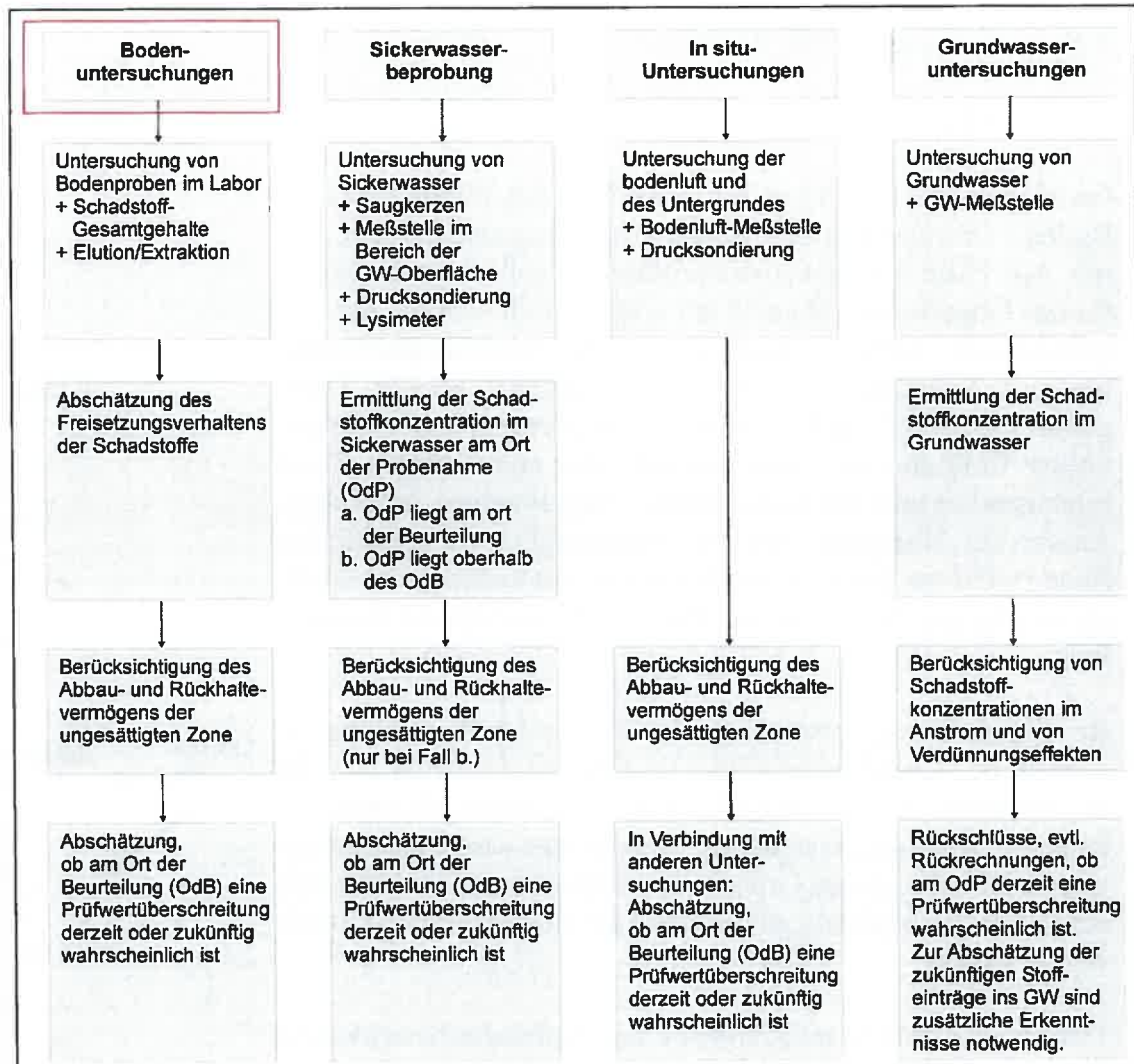 Boden-
untersuchungen
Untersuchung von
Bodenproben im Labor
+ Schadstoff-
Gesamtgehalte
+ Elution/Extraktion
Abschätzung des
Freisetzungsverhaltens
der Schadstoffe
Berücksichtigung des
Abbau- und Rückhalte-
vermögens der
ungesättigten Zone
Abschätzung,
ob am Ort der
Beurteilung (OdB) eine
Prüfwertüberschreitung
derzeit oder zukünftig
wahrscheinlich ist
Sickerwasser-
beprobung
Untersuchung von
Sickerwasser
+ Saugkerzen
+ Meßstelle im
Bereich der
GW-Oberfläche
+ Drucksondierung
+ Lysimeter
Ermittlung der Schad-
stoffkonzentration im
Sickerwasser am Ort
der Probenahme
(OdP)
a. OdP liegt am ort
der Beurteilung
b. OdP liegt oberhalb
des OdB
Berücksichtigung des
Abbau- und Rückhalte-
vermögens der
ungesättigten Zone
(nur bei Fall b.)
Abschätzung,
ob am Ort der
Beurteilung (OdB) eine
Prüfwertüberschreitung
derzeit oder zukünftig
wahrscheinlich ist
In situ-
Untersuchungen
Untersuchung der
bodenluft und
des Untergrundes
+ Bodenluft-Meßstelle
+ Drucksondierung
Berücksichtigung des
Abbau- und Rückhalte-
vermögens der
ungesättigten Zone
In Verbindung mit
anderen Unter-
suchungen:
Abschätzung,
ob am Ort der
Beurteilung (OdB) eine
Prüfwertüberschreitung
derzeit oder zukünftig
wahrscheinlich ist
Grundwasser-
untersuchungen
Untersuchung von
Grundwasser
+ GW-Meßstelle
Ermittlung der Schad-
stoffkonzentration im
Grundwasser
Berücksichtigung von
Schadstoff-
konzentrationen im
Anstrom und von
Verdünnungseffekten
Rückschlüsse, evtl.
Rückrechnungen, ob
am OdP derzeit eine
Prüfwertüberschreitung
wahrscheinlich ist.
Zur Abschätzung der
zukünftigen Stoff-
einträge ins GW sind
zusätzliche Erkennt-
nisse notwendig.